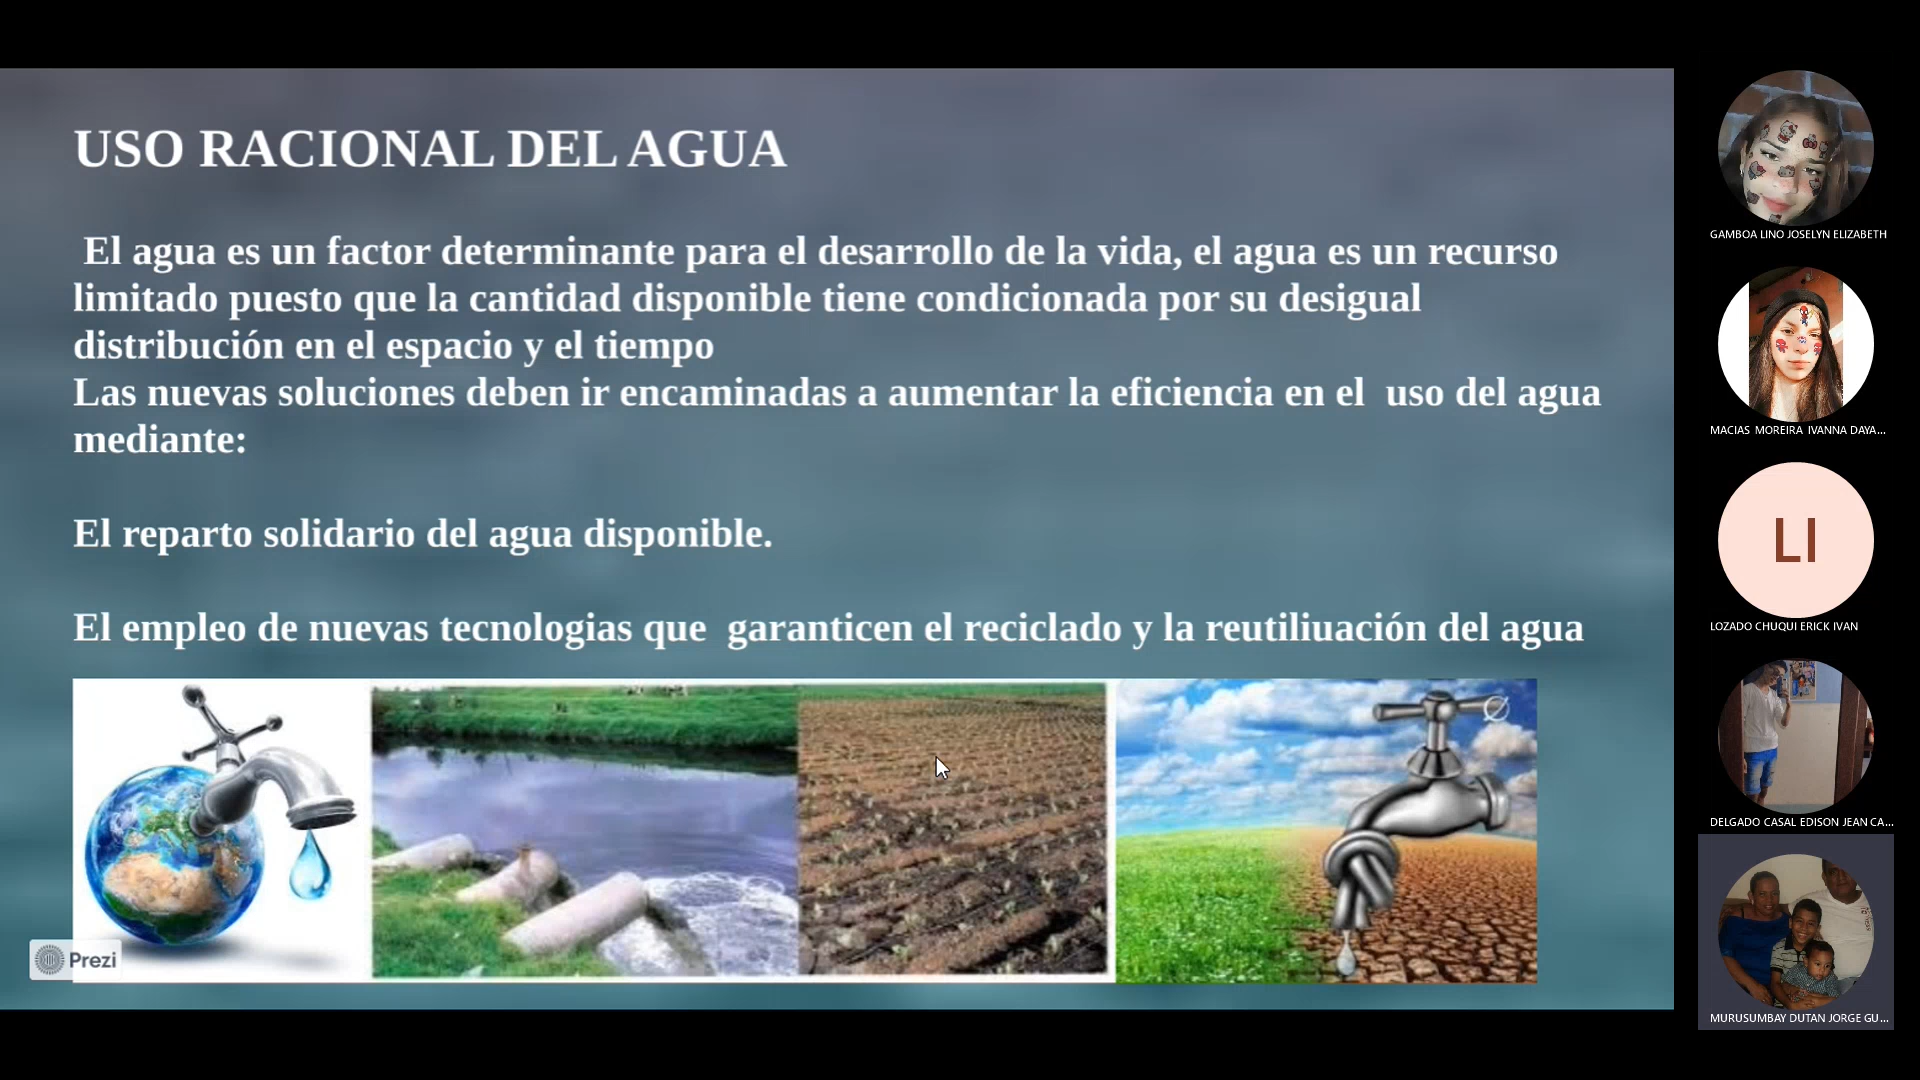 USO RACIONAL DEL AGUA
El agua es un factor determinante para el desarrollo de la vida, el agua es un recurso
limitado puesto que la cantidad disponible tiene condicionada por su desigual
distribución en el espacio y el tiempo
Las nuevas soluciones deben ir encaminadas a aumentar la eficiencia en el uso del agua
mediante:
El reparto solidario del agua disponible.
El empleo de nuevas tecnologias que garanticen el reciclado y la reutiliuación del agua
Prezi
GAMBOA LINO JOSELYN ELIZABETH
MACIAS MOREIRA IVANNA DAYA...
LI
LOZADO CHUQUI ERICK IVAN
DELGADO CASAL EDISON JEAN CA...
MURUSUMBAY DUTAN JORGE GU...